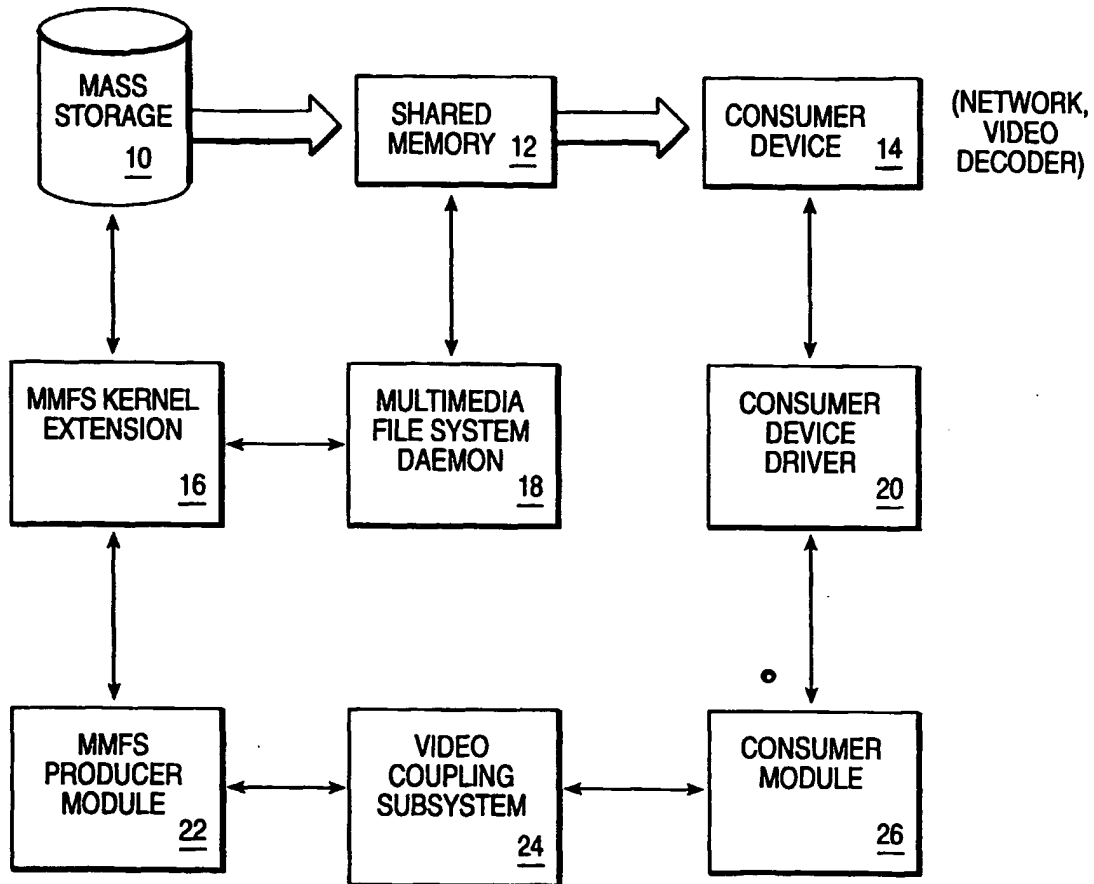 MASS
STORAGE
10
SHARED
MEMORY
12
CONSUMER
DEVICE
14
(NETWORK,
VIDEO
DECODER)
MMFS KERNEL
EXTENSION
16
MULTIMEDIA
FILE SYSTEM
DAEMON
18
CONSUMER
DEVICE
DRIVER
20
MMFS
PRODUCER
MODULE
22
VIDEO
COUPLING
SUBSYSTEM
24
CONSUMER
MODULE
26